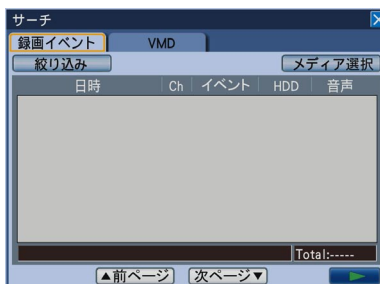 サーチ
録画イベント VMD
絞り込み メディア選択
日時 Ch イベント HDD 音声
Total:-----
▲前ページ 次ページ▼